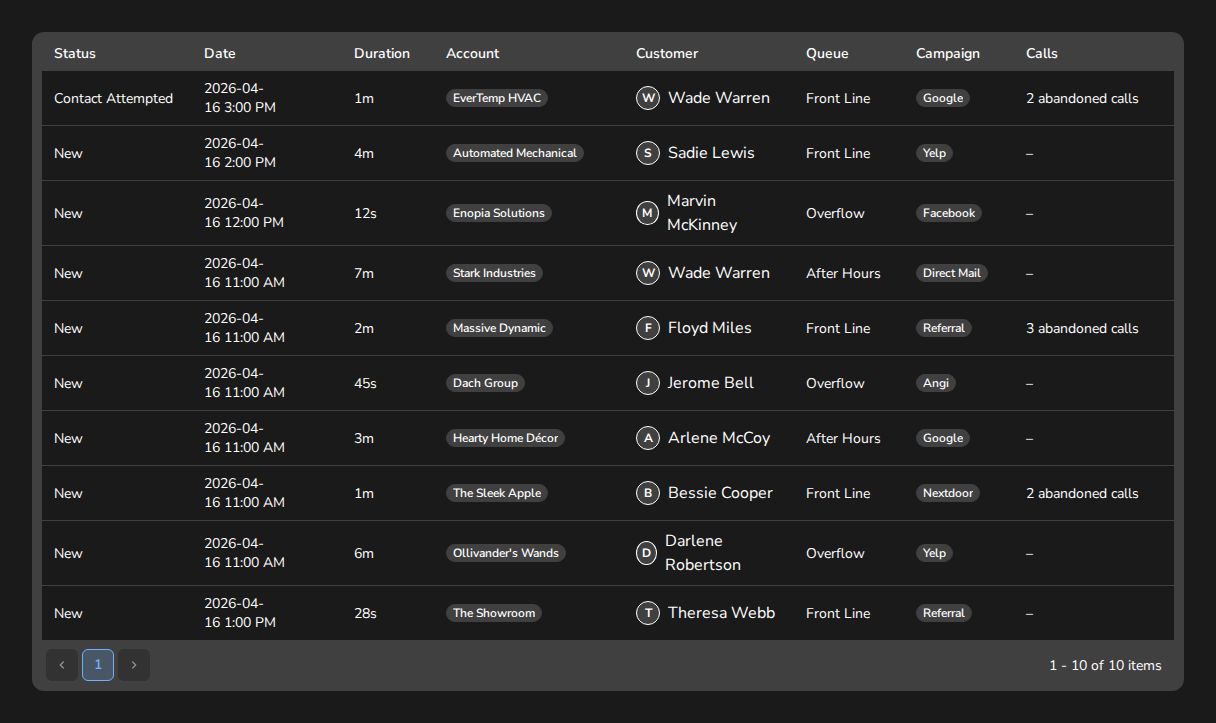 Status Date Duration Account Customer Queue Campaign Calls
Contact Attempted 2026-04-
16 3:00 PM 1m EverTemp HVAC W Wade Warren Front Line Google 2 abandoned calls
New 2026-04-
16 2:00 PM 4m Automated Mechanical S Sadie Lewis Front Line Yelp –
New 2026-04-
16 12:00 PM 12s Enopia Solutions M Marvin
McKinney Overflow Facebook –
New 2026-04-
16 11:00 AM 7m Stark Industries W Wade Warren After Hours Direct Mail –
New 2026-04-
16 11:00 AM 2m Massive Dynamic F Floyd Miles Front Line Referral 3 abandoned calls
New 2026-04-
16 11:00 AM 45s Dach Group J Jerome Bell Overflow Angi –
New 2026-04-
16 11:00 AM 3m Hearty Home Décor A Arlene McCoy After Hours Google –
New 2026-04-
16 11:00 AM 1m The Sleek Apple B Bessie Cooper Front Line Nextdoor 2 abandoned calls
New 2026-04-
16 11:00 AM 6m Ollivander's Wands D Darlene
Robertson Overflow Yelp –
New 2026-04-
16 1:00 PM 28s The Showroom T Theresa Webb Front Line Referral –
1 1 - 10 of 10 items